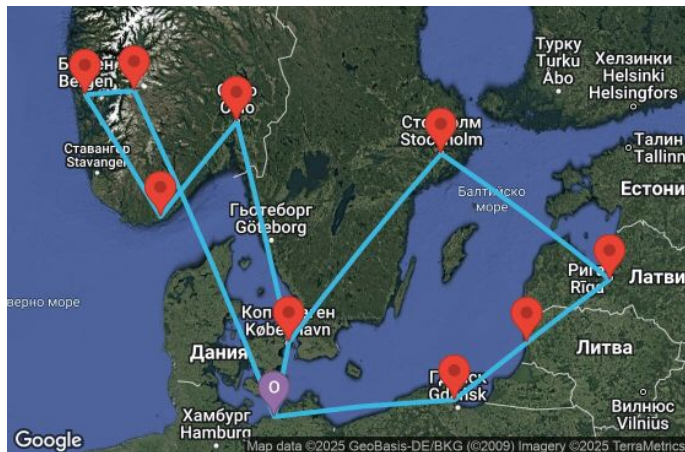 Турку
Turku
Åbo
Хелзинки
Helsinki
Helsingfors
Bergen
Oslo
Stockholm
Ставангер
Stavanger
Талин
Tallinn
Естони
Балтийско
море
Гьотеборг
Göteborg
Рига
Rīga
Латви
верно море
København
Дания
Литва
Gdańsk
O
Хамбург
Hamburg
Вилнюс
Vilnius
Google
Map data ©2025 GeoBasis-DE/BKG (©2009) Imagery ©2025 TerraMetrics